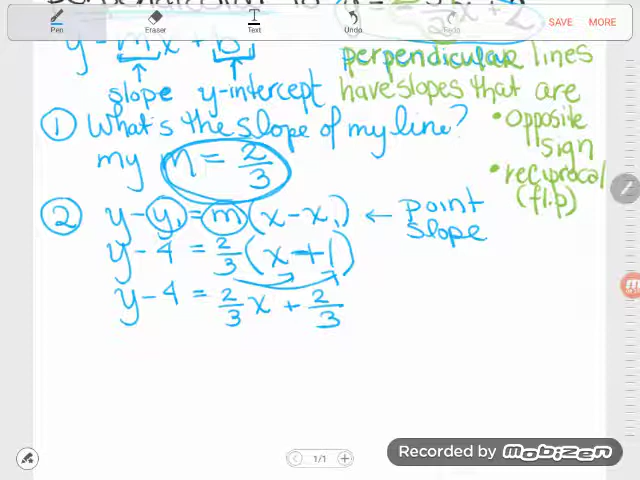 Pen
Eraser
Text
Undo
Redo
SAVE
MORE
y = mx + b
slope y-intercept
perpendicular lines
have slopes that are
• opposite
sign
• reciprocal
(flip)
① What's the slope of my line?
my m = 2/3
② y - y₁ = m(x - x₁) ← point
slope
y - 4 = 2/3(x + 1)
y - 4 = 2/3 x + 2/3
1/1
Recorded by mobizen